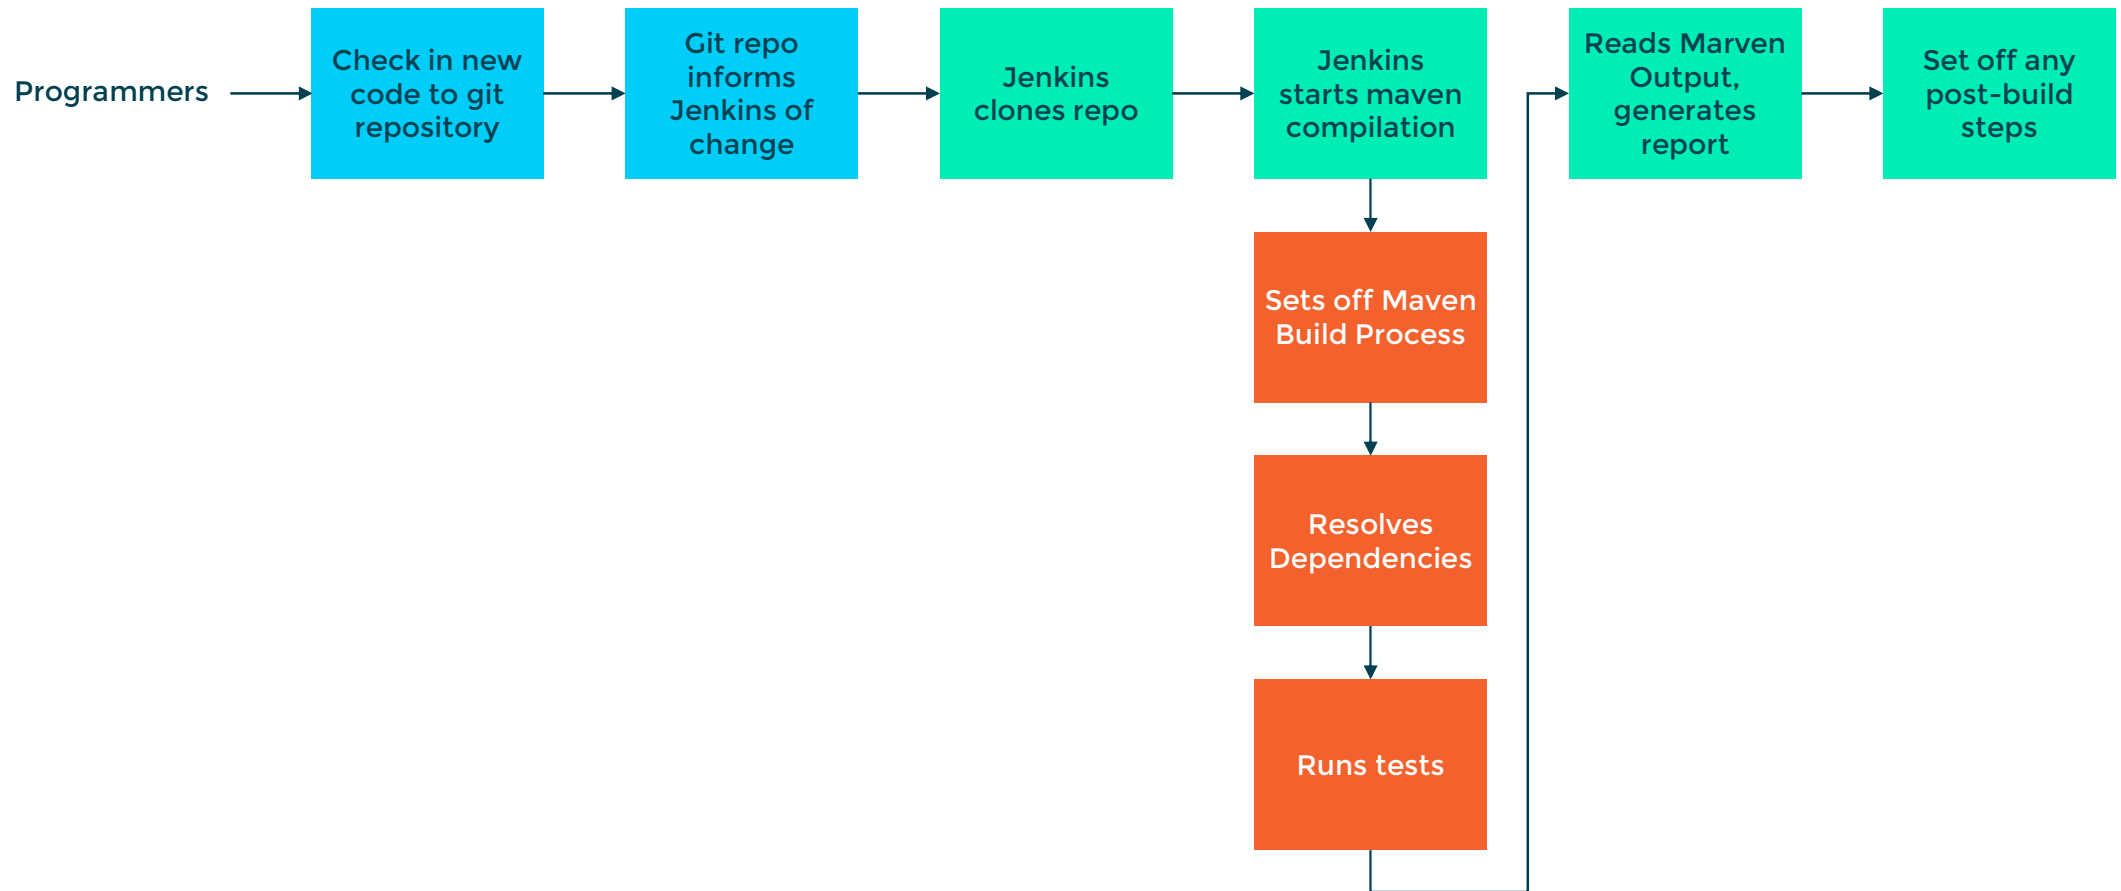 Programmers
Check in new
code to git
repository
Git repo
informs
Jenkins of
change
Jenkins
clones repo
Jenkins
starts maven
compilation
Sets off Maven
Build Process
Resolves
Dependencies
Runs tests
Reads Marven
Output,
generates
report
Set off any
post-build
steps